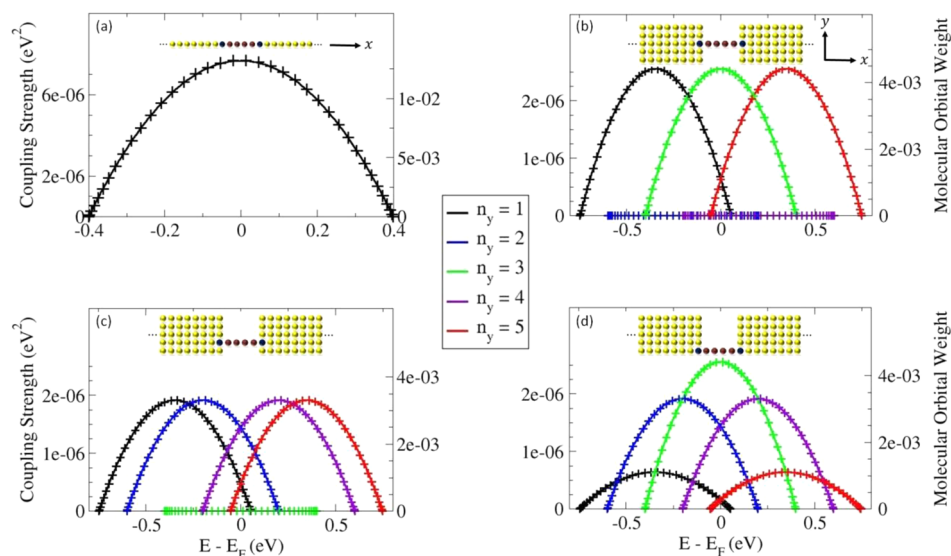 (a)
x
Coupling Strength (eV²)
6e-06
2e-06
0
1e-02
5e-03
0
-0.4
-0.2
0
0.2
0.4
(b)
y
x
2e-06
1e-06
0
4e-03
2e-03
0
-0.5
0
0.5
Molecular Orbital Weight
n_y = 1
n_y = 2
n_y = 3
n_y = 4
n_y = 5
(c)
Coupling Strength (eV²)
2e-06
1e-06
0
4e-03
2e-03
0
-0.5
0
0.5
E - E_F (eV)
(d)
2e-06
1e-06
0
4e-03
2e-03
0
-0.5
0
0.5
E - E_F (eV)
Molecular Orbital Weight